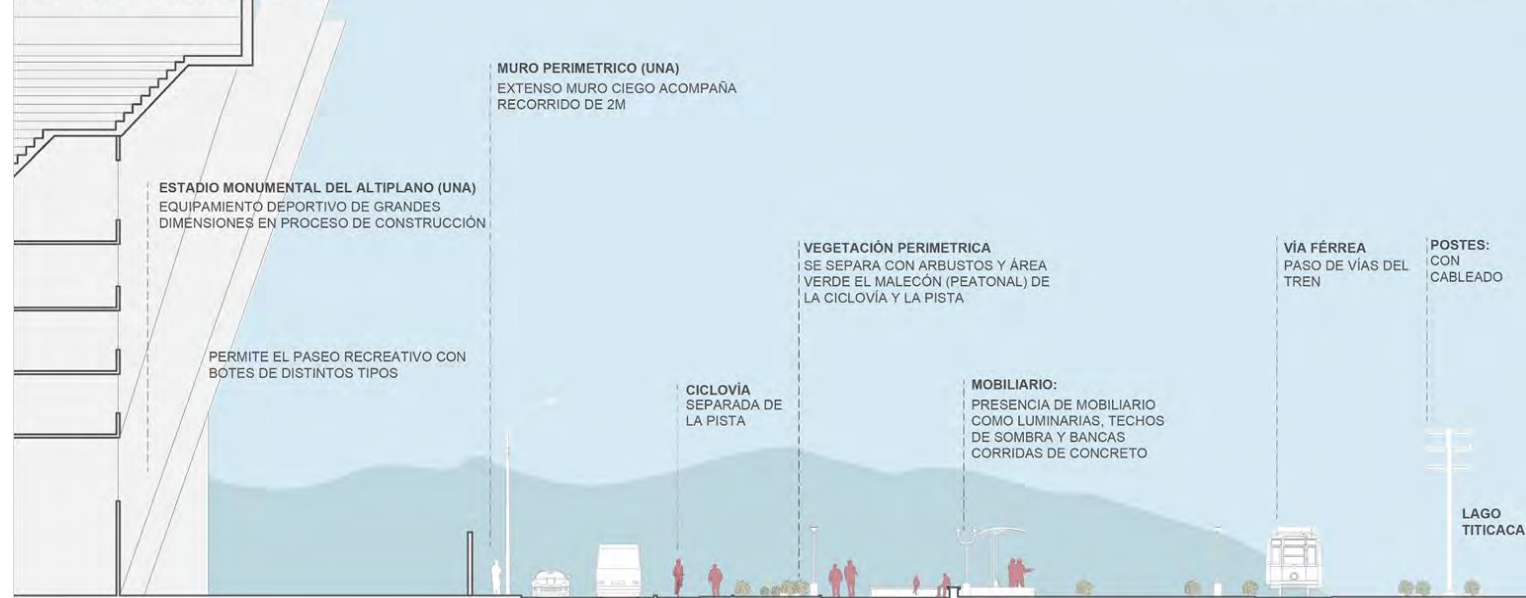 MURO PERIMETRICO (UNA)
EXTENSO MURO CIEGO ACOMPAÑA
RECORRIDO DE 2M
ESTADIO MONUMENTAL DEL ALTIPLANO (UNA)
EQUIPAMIENTO DEPORTIVO DE GRANDES
DIMENSIONES EN PROCESO DE CONSTRUCCIÓN
PERMITE EL PASEO RECREATIVO CON
BOTES DE DISTINTOS TIPOS
CICLOVÍA
SEPARADA DE
LA PISTA
VEGETACIÓN PERIMETRICA
SE SEPARA CON ARBUSTOS Y ÁREA
VERDE EL MALECÓN (PEATONAL) DE
LA CICLOVÍA Y LA PISTA
MOBILIARIO:
PRESENCIA DE MOBILIARIO
COMO LUMINARIAS, TECHOS
DE SOMBRA Y BANCAS
CORRIDAS DE CONCRETO
VÍA FÉRREA
PASO DE VÍAS DEL
TREN
POSTES:
CON
CABLEADO
LAGO
TITICACA